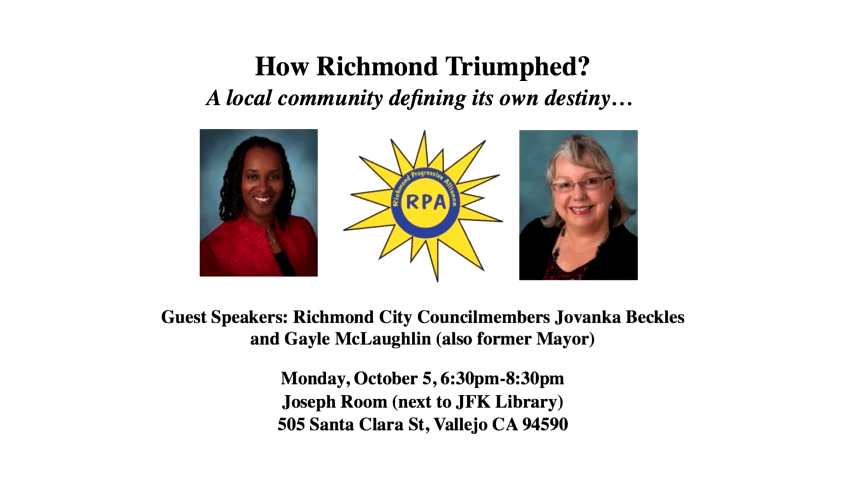 How Richmond Triumphed?
A local community defining its own destiny…
Richmond Progressive Alliance
RPA
Guest Speakers: Richmond City Councilmembers Jovanka Beckles
and Gayle McLaughlin (also former Mayor)
Monday, October 5, 6:30pm-8:30pm
Joseph Room (next to JFK Library)
505 Santa Clara St, Vallejo CA 94590